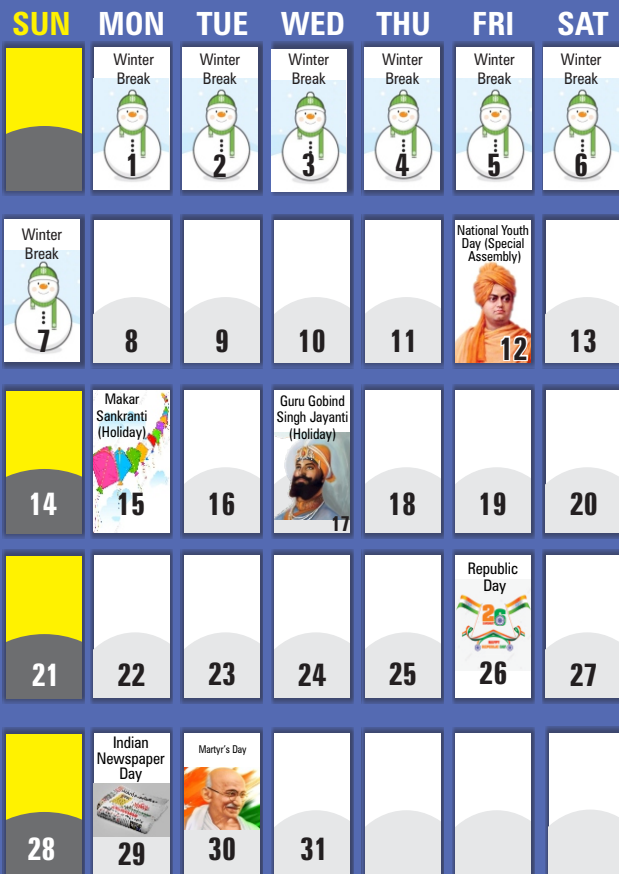 SUN MON TUE WED THU FRI SAT
Winter
Break
1
Winter
Break
2
Winter
Break
3
Winter
Break
4
Winter
Break
5
Winter
Break
6
Winter
Break
7
8
9
10
11
National Youth
Day (Special
Assembly)
12
13
14
Makar
Sankranti
(Holiday)
15
16
Guru Gobind
Singh Jayanti
(Holiday)
17
18
19
20
21
22
23
24
25
Republic
Day
26
26
27
28
Indian
Newspaper
Day
29
Martyr's Day
30
31